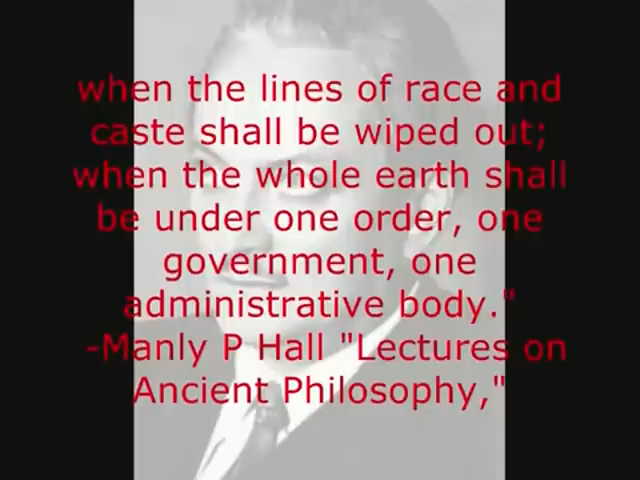 when the lines of race and
caste shall be wiped out;
when the whole earth shall
be under one order, one
government, one
administrative body."
-Manly P Hall "Lectures on
Ancient Philosophy,"